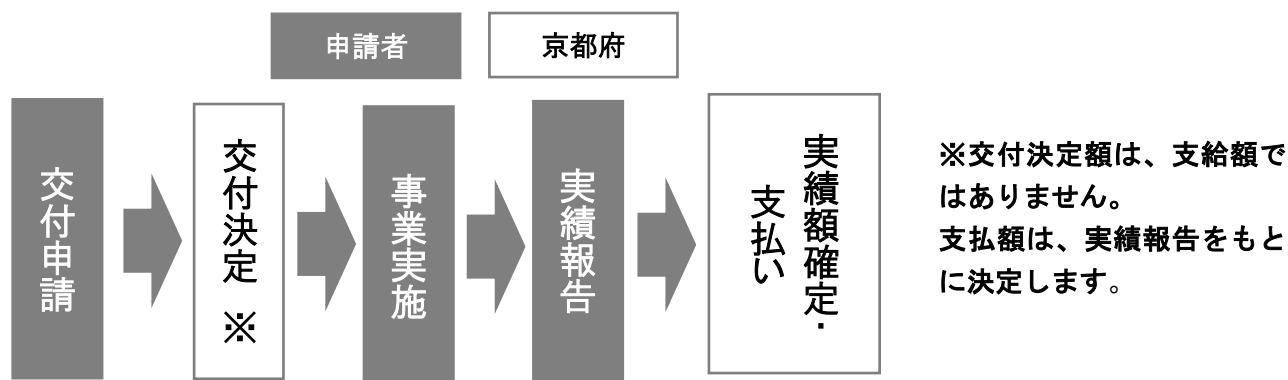 申請者
京都府
交付申請
交付決定 ※
事業実施
実績報告
実績額確定・
支払い
※交付決定額は、支給額で
はありません。
支払額は、実績報告をもと
に決定します。